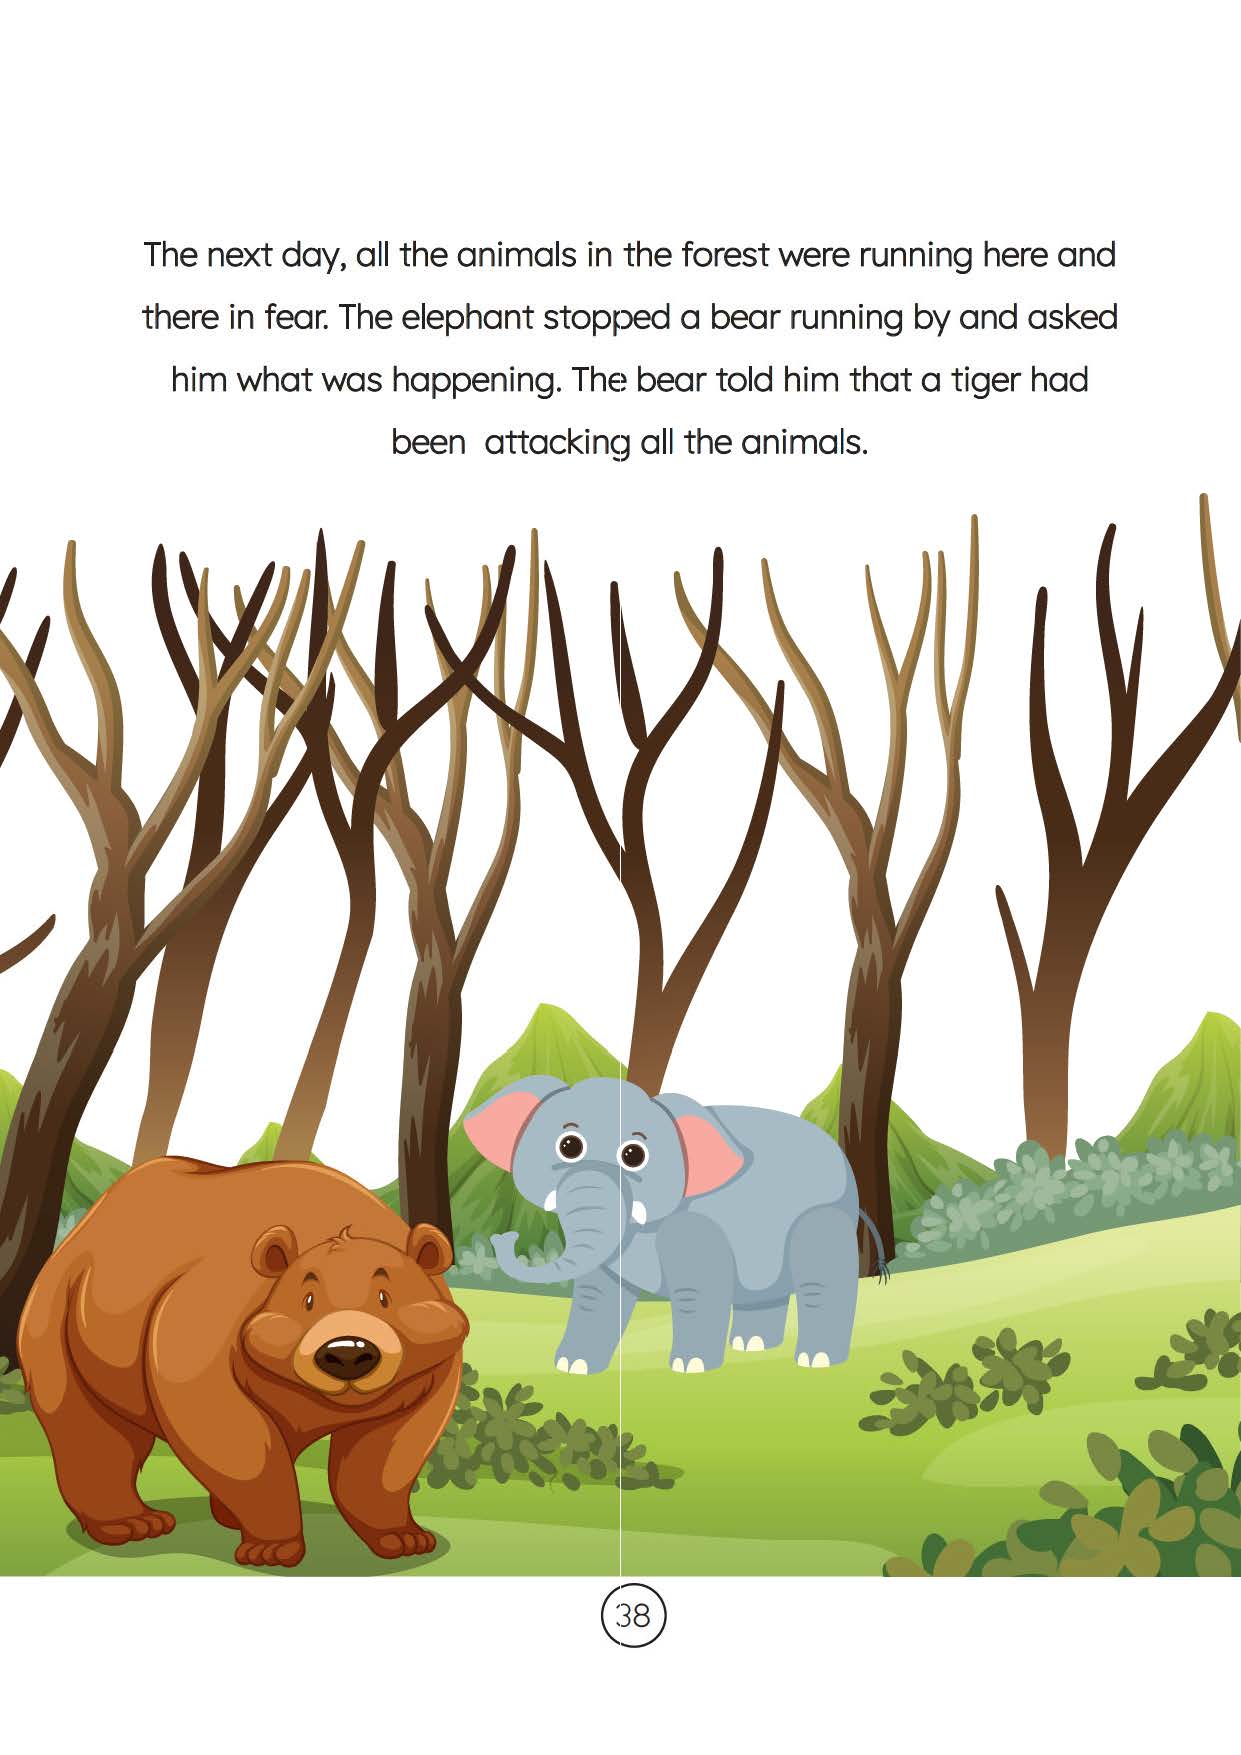 The next day, all the animals in the forest were running here and
there in fear. The elephant stopped a bear running by and asked
him what was happening. The bear told him that a tiger had
been  attacking all the animals.
38